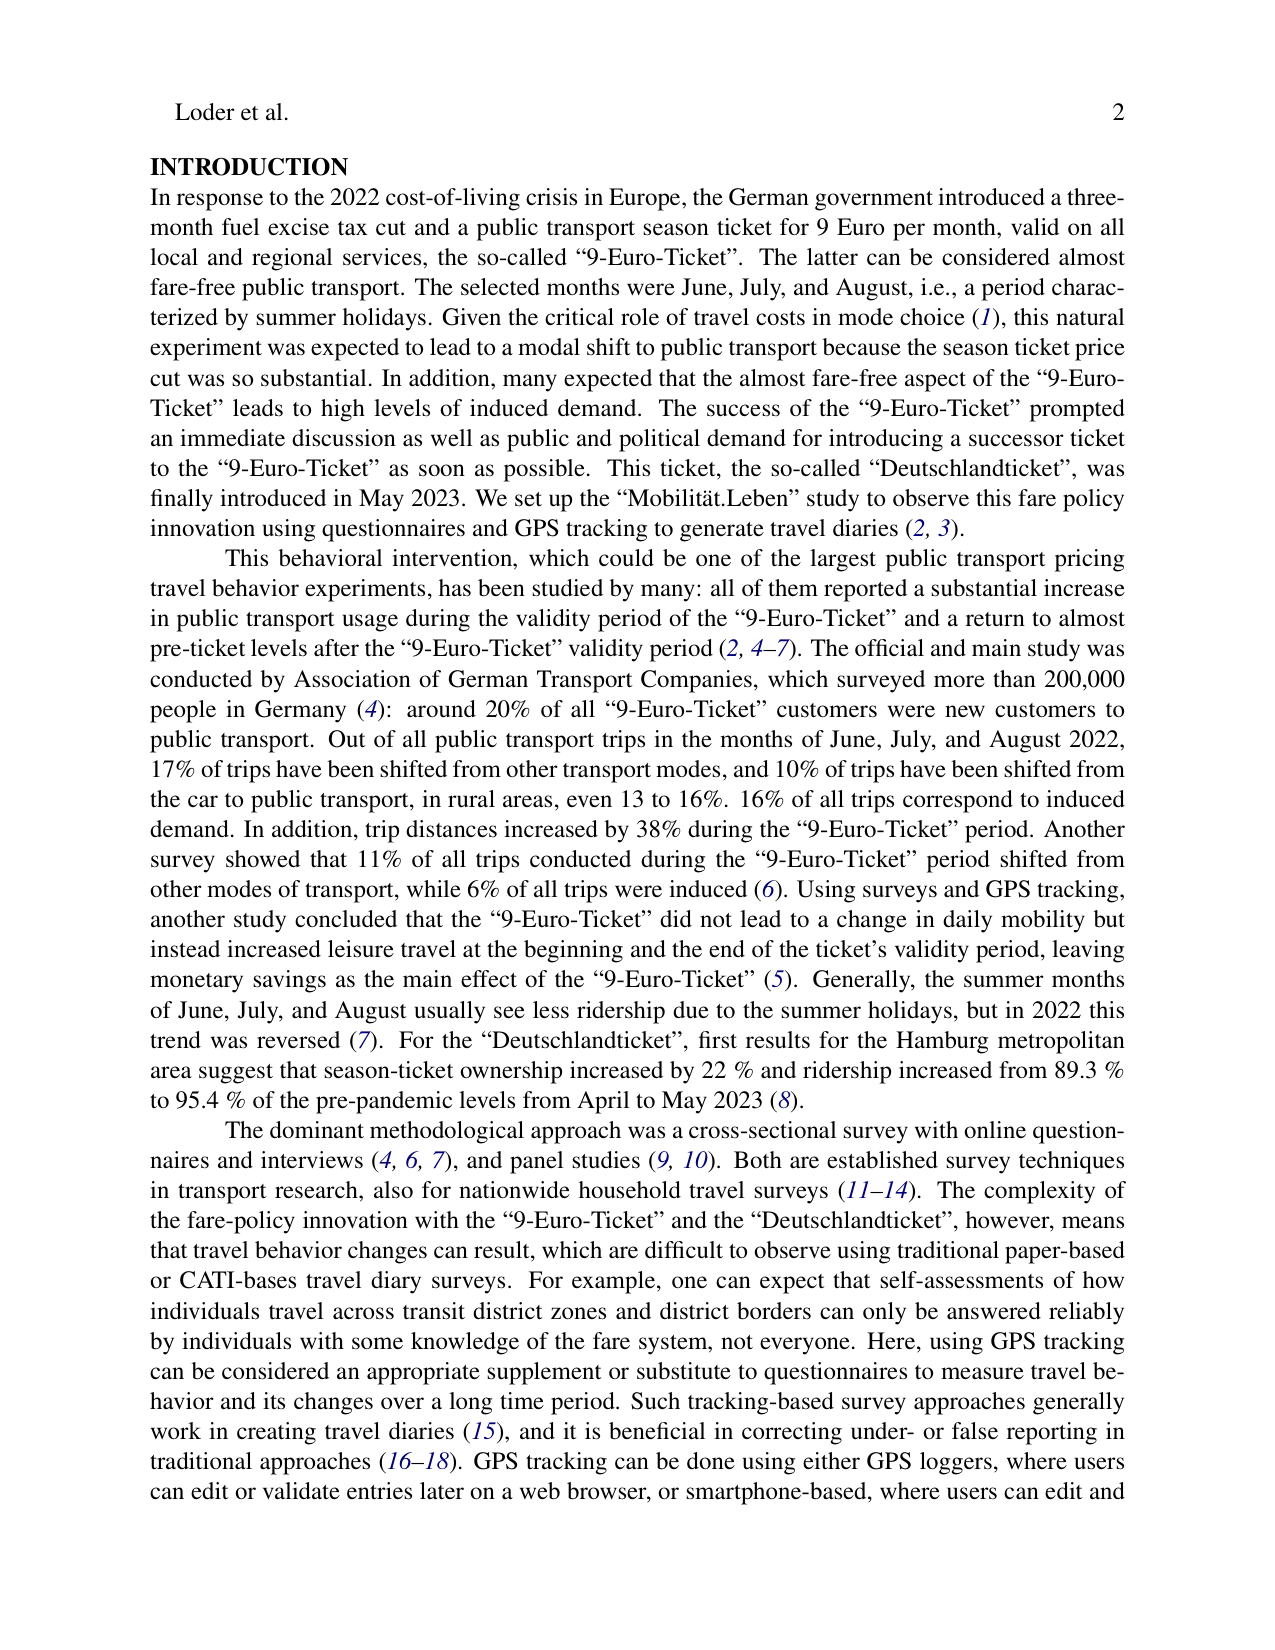 Loder et al. 2
INTRODUCTION
In response to the 2022 cost-of-living crisis in Europe, the German government introduced a three-
month fuel excise tax cut and a public transport season ticket for 9 Euro per month, valid on all
local and regional services, the so-called “9-Euro-Ticket”. The latter can be considered almost
fare-free public transport. The selected months were June, July, and August, i.e., a period charac-
terized by summer holidays. Given the critical role of travel costs in mode choice (1), this natural
experiment was expected to lead to a modal shift to public transport because the season ticket price
cut was so substantial. In addition, many expected that the almost fare-free aspect of the “9-Euro-
Ticket” leads to high levels of induced demand. The success of the “9-Euro-Ticket” prompted
an immediate discussion as well as public and political demand for introducing a successor ticket
to the “9-Euro-Ticket” as soon as possible. This ticket, the so-called “Deutschlandticket”, was
finally introduced in May 2023. We set up the “Mobilität.Leben” study to observe this fare policy
innovation using questionnaires and GPS tracking to generate travel diaries (2, 3).
This behavioral intervention, which could be one of the largest public transport pricing
travel behavior experiments, has been studied by many: all of them reported a substantial increase
in public transport usage during the validity period of the “9-Euro-Ticket” and a return to almost
pre-ticket levels after the “9-Euro-Ticket” validity period (2, 4–7). The official and main study was
conducted by Association of German Transport Companies, which surveyed more than 200,000
people in Germany (4): around 20% of all “9-Euro-Ticket” customers were new customers to
public transport. Out of all public transport trips in the months of June, July, and August 2022,
17% of trips have been shifted from other transport modes, and 10% of trips have been shifted from
the car to public transport, in rural areas, even 13 to 16%. 16% of all trips correspond to induced
demand. In addition, trip distances increased by 38% during the “9-Euro-Ticket” period. Another
survey showed that 11% of all trips conducted during the “9-Euro-Ticket” period shifted from
other modes of transport, while 6% of all trips were induced (6). Using surveys and GPS tracking,
another study concluded that the “9-Euro-Ticket” did not lead to a change in daily mobility but
instead increased leisure travel at the beginning and the end of the ticket’s validity period, leaving
monetary savings as the main effect of the “9-Euro-Ticket” (5). Generally, the summer months
of June, July, and August usually see less ridership due to the summer holidays, but in 2022 this
trend was reversed (7). For the “Deutschlandticket”, first results for the Hamburg metropolitan
area suggest that season-ticket ownership increased by 22 % and ridership increased from 89.3 %
to 95.4 % of the pre-pandemic levels from April to May 2023 (8).
The dominant methodological approach was a cross-sectional survey with online question-
naires and interviews (4, 6, 7), and panel studies (9, 10). Both are established survey techniques
in transport research, also for nationwide household travel surveys (11–14). The complexity of
the fare-policy innovation with the “9-Euro-Ticket” and the “Deutschlandticket”, however, means
that travel behavior changes can result, which are difficult to observe using traditional paper-based
or CATI-bases travel diary surveys. For example, one can expect that self-assessments of how
individuals travel across transit district zones and district borders can only be answered reliably
by individuals with some knowledge of the fare system, not everyone. Here, using GPS tracking
can be considered an appropriate supplement or substitute to questionnaires to measure travel be-
havior and its changes over a long time period. Such tracking-based survey approaches generally
work in creating travel diaries (15), and it is beneficial in correcting under- or false reporting in
traditional approaches (16–18). GPS tracking can be done using either GPS loggers, where users
can edit or validate entries later on a web browser, or smartphone-based, where users can edit and